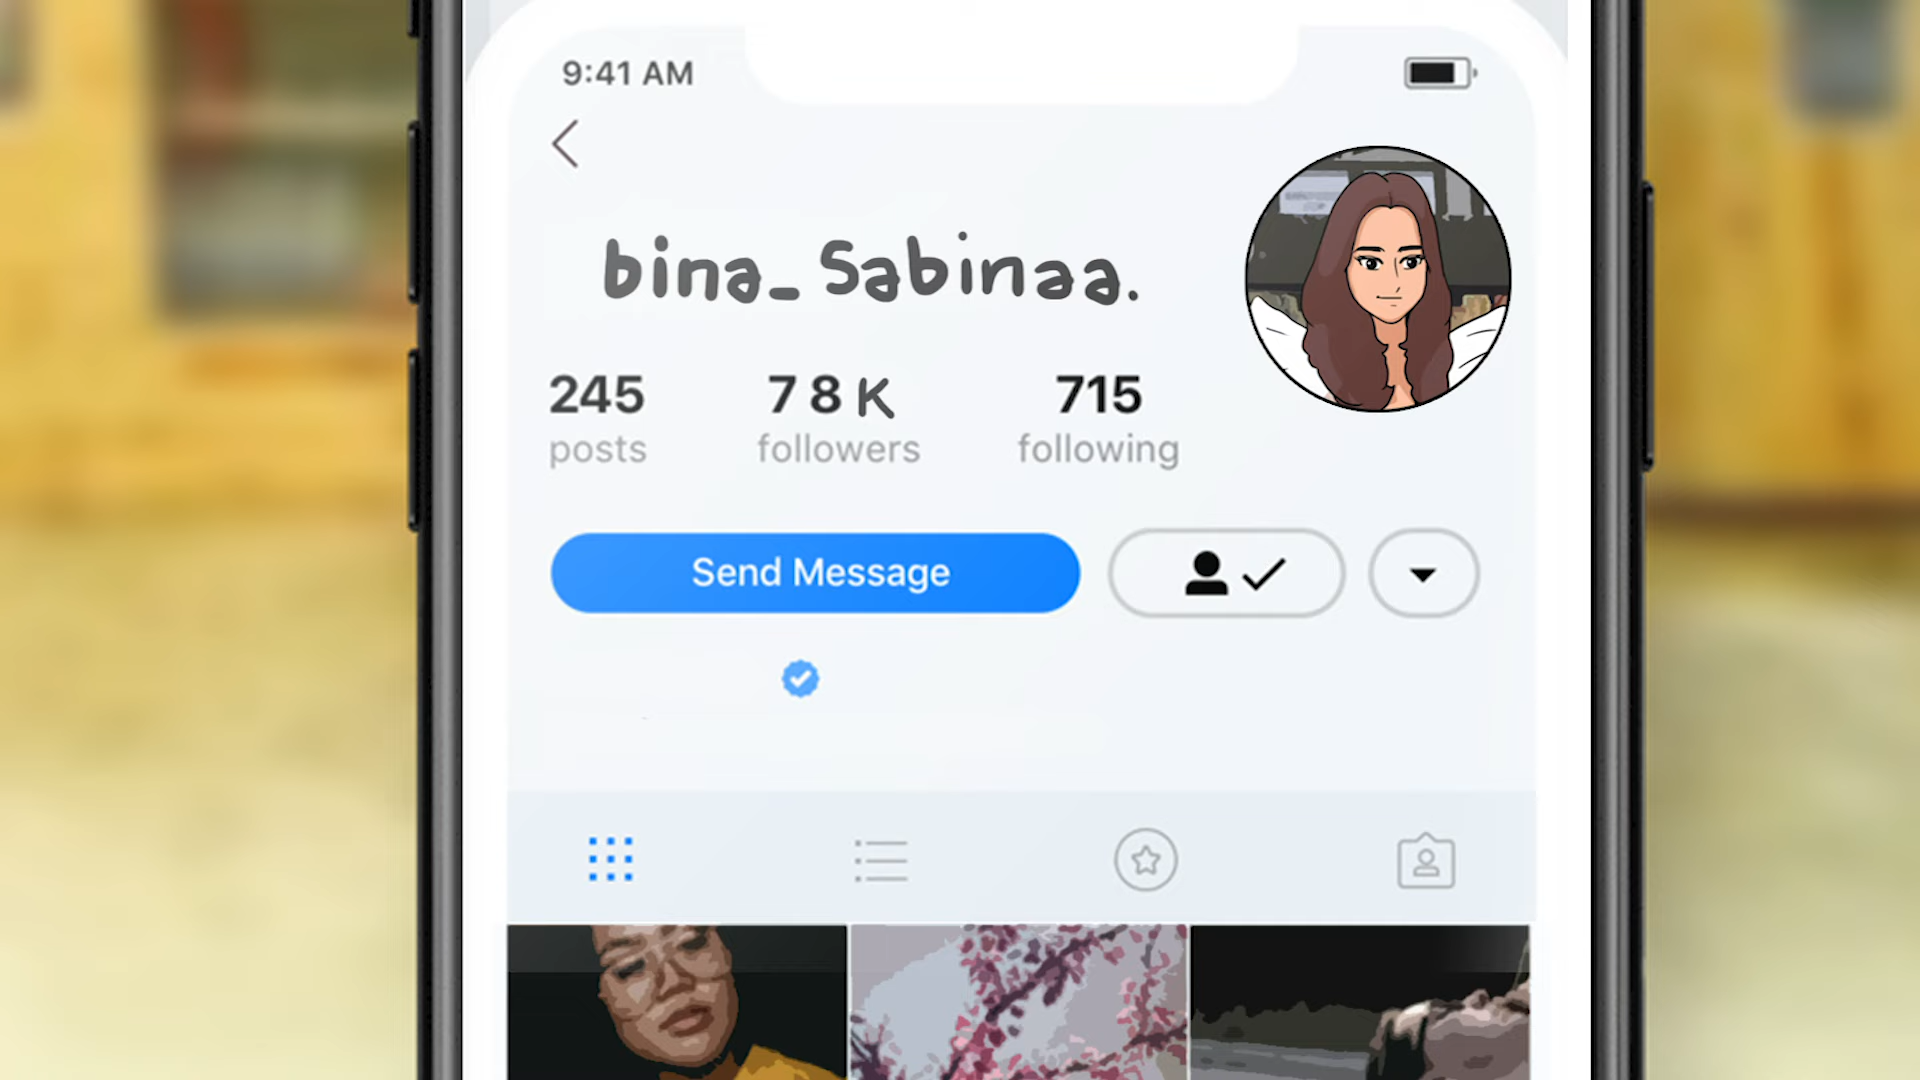 9:41 AM
bina_Sabinaa.
245 78K 715
posts followers following
Send Message